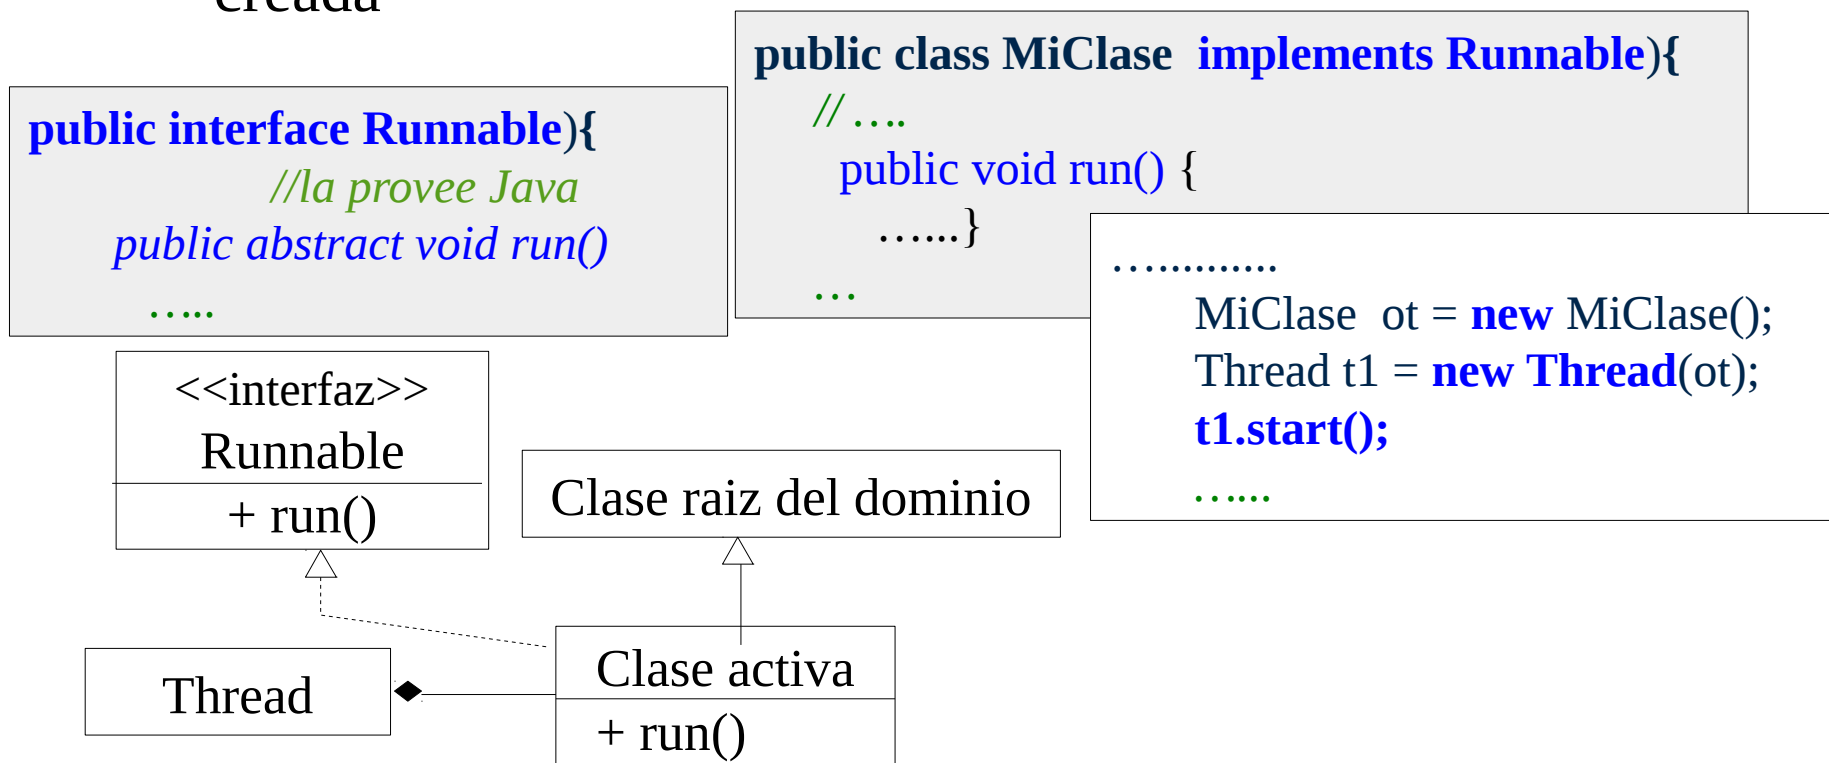 creada
public interface Runnable){
//la provee Java
public abstract void run()
…..
public class MiClase  implements Runnable){
// ….
public void run() {
…...}
…
…..........
MiClase  ot = new MiClase();
Thread t1 = new Thread(ot);
t1.start();
…...
<<interfaz>>
Runnable
+ run()
Clase raiz del dominio
Thread
Clase activa
+ run()